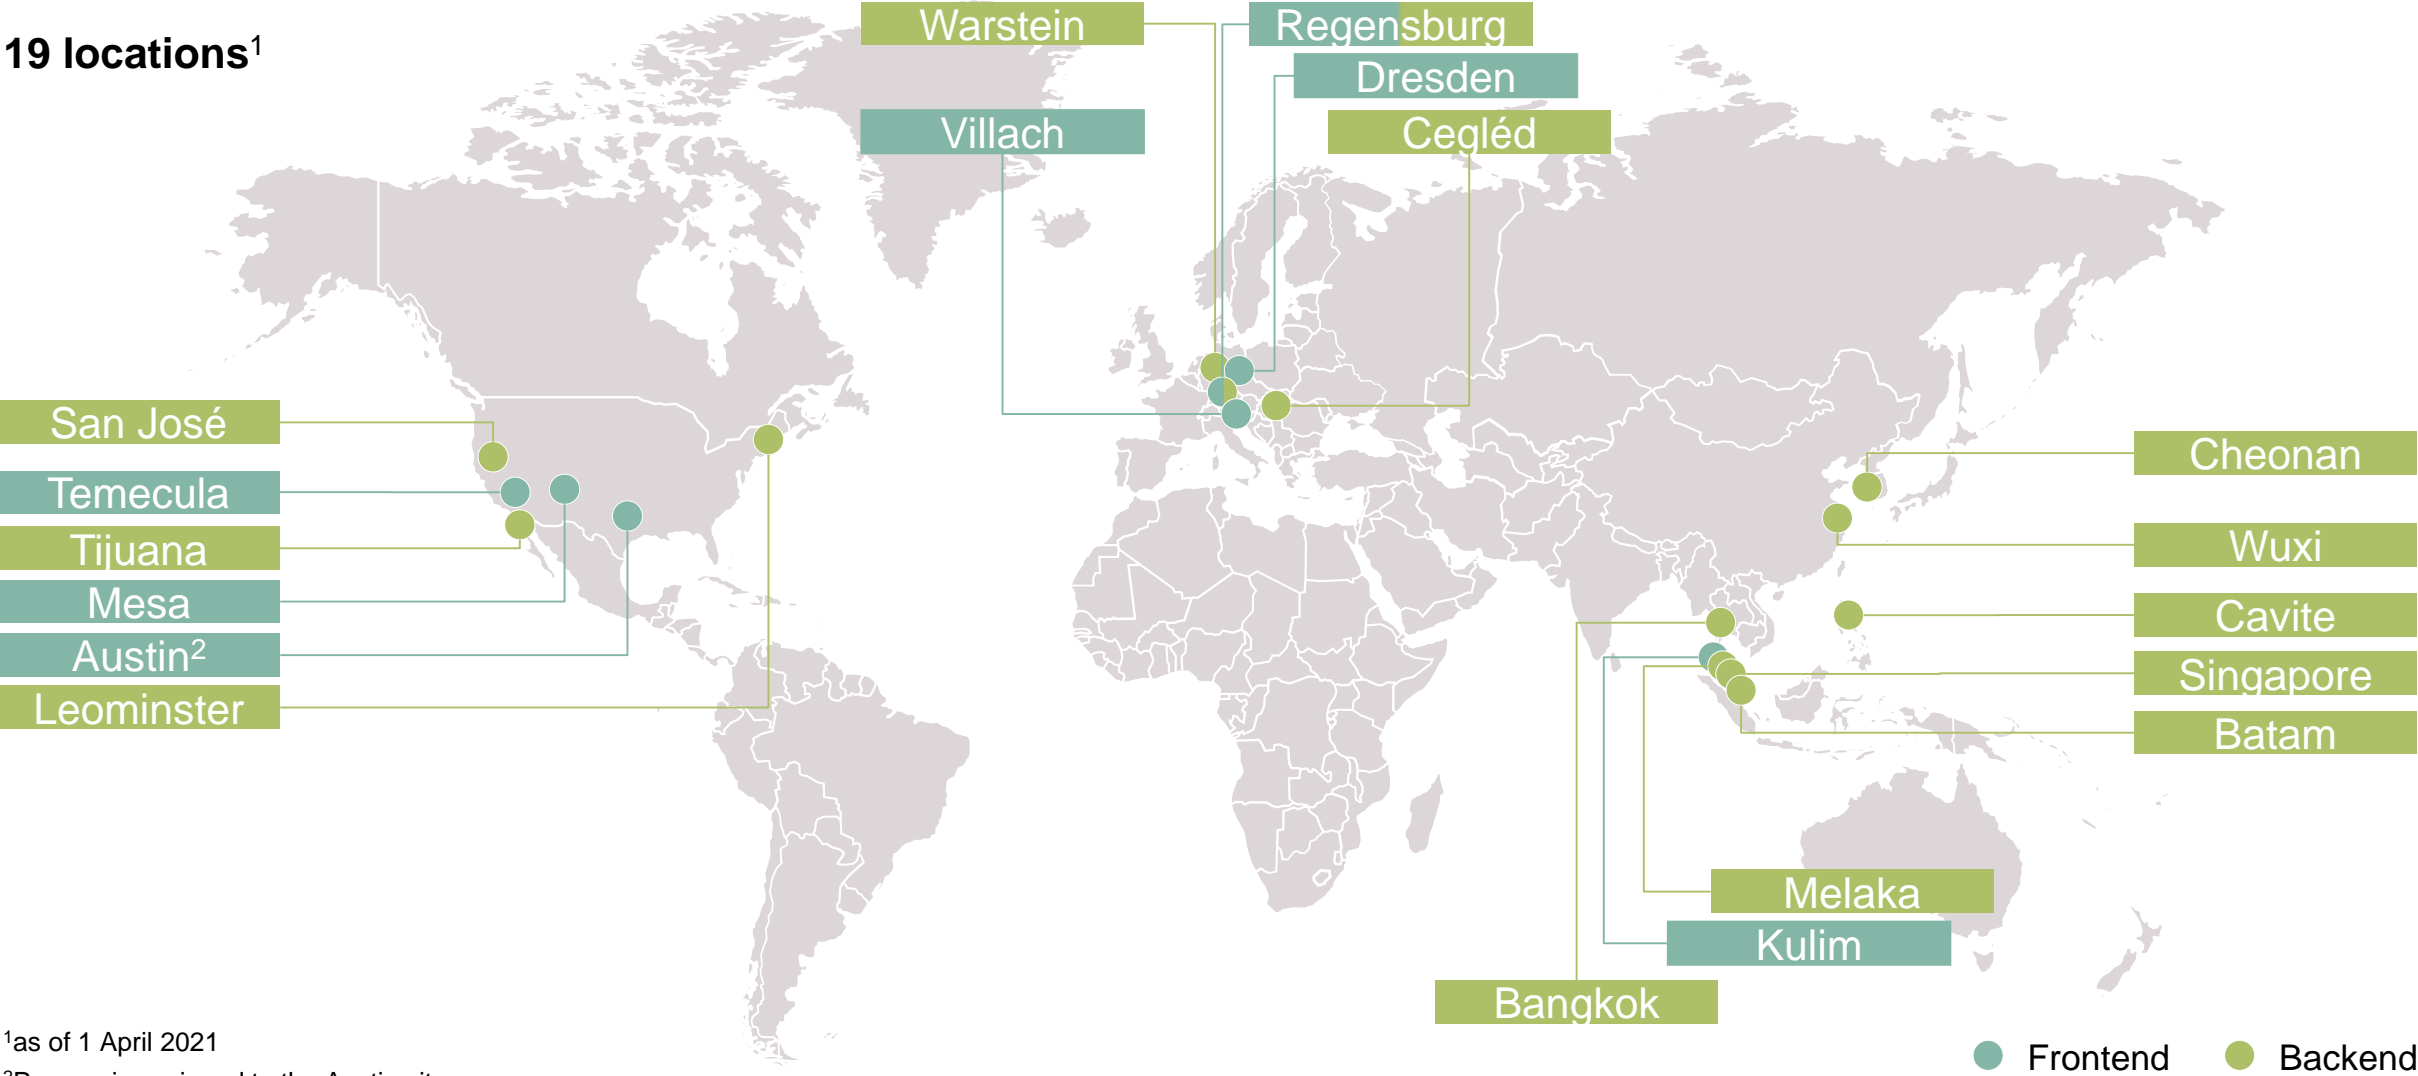 19 locations¹
Warstein
Regensburg
Dresden
Villach
Cegléd
San José
Temecula
Tijuana
Mesa
Austin²
Leominster
Cheonan
Wuxi
Cavite
Singapore
Batam
Melaka
Kulim
Bangkok
¹as of 1 April 2021
Frontend
Backend